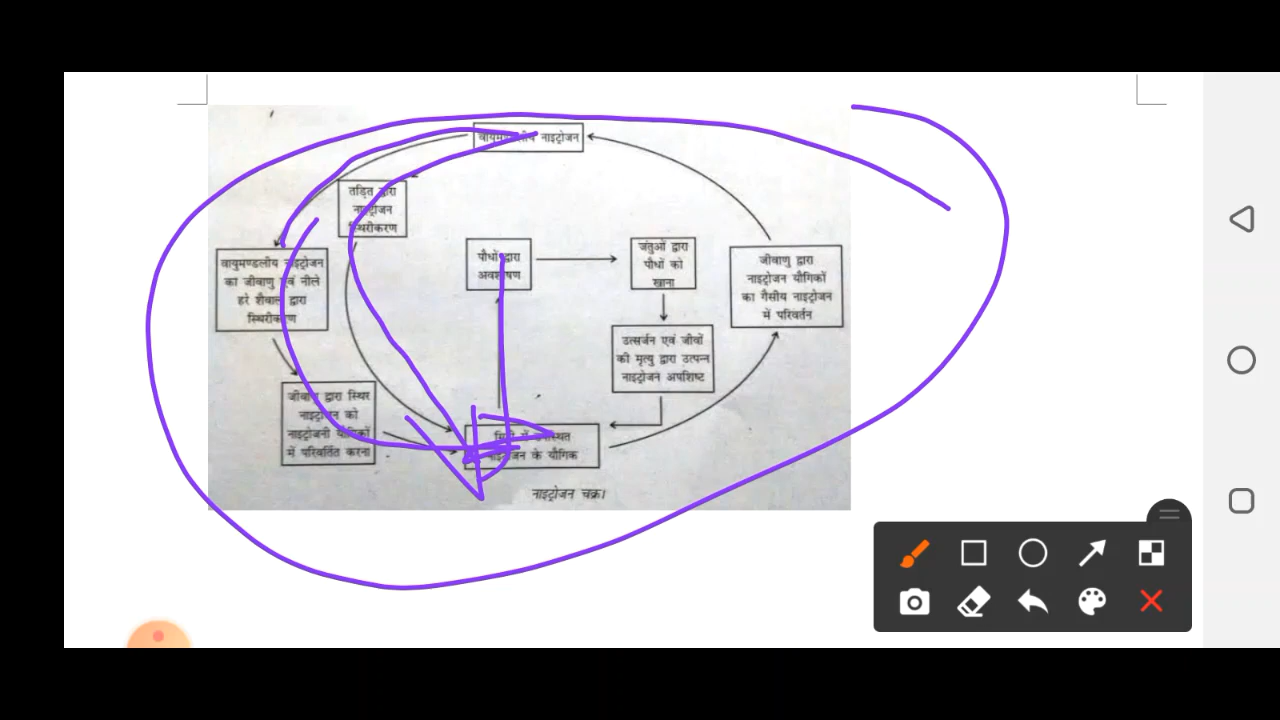 वायुमण्डलीय नाइट्रोजन
तड़ित द्वारा
नाइट्रोजन
स्थिरीकरण
वायुमण्डलीय नाइट्रोजन
का जीवाणु एवं नीले
हरे शैवाल द्वारा
स्थिरीकरण
पौधों द्वारा
अवशोषण
जंतुओं द्वारा
पौधों को
खाना
जीवाणु द्वारा
नाइट्रोजन यौगिकों
का गैसीय नाइट्रोजन
में परिवर्तन
उत्सर्जन एवं जीवों
की मृत्यु द्वारा उत्पन्न
नाइट्रोजन अपशिष्ट
जीवाणु द्वारा स्थिर
नाइट्रोजन को
नाइट्रोजनी यौगिकों
में परिवर्तित करना
मिट्टी में उपस्थित
नाइट्रोजन के यौगिक
नाइट्रोजन चक्र।